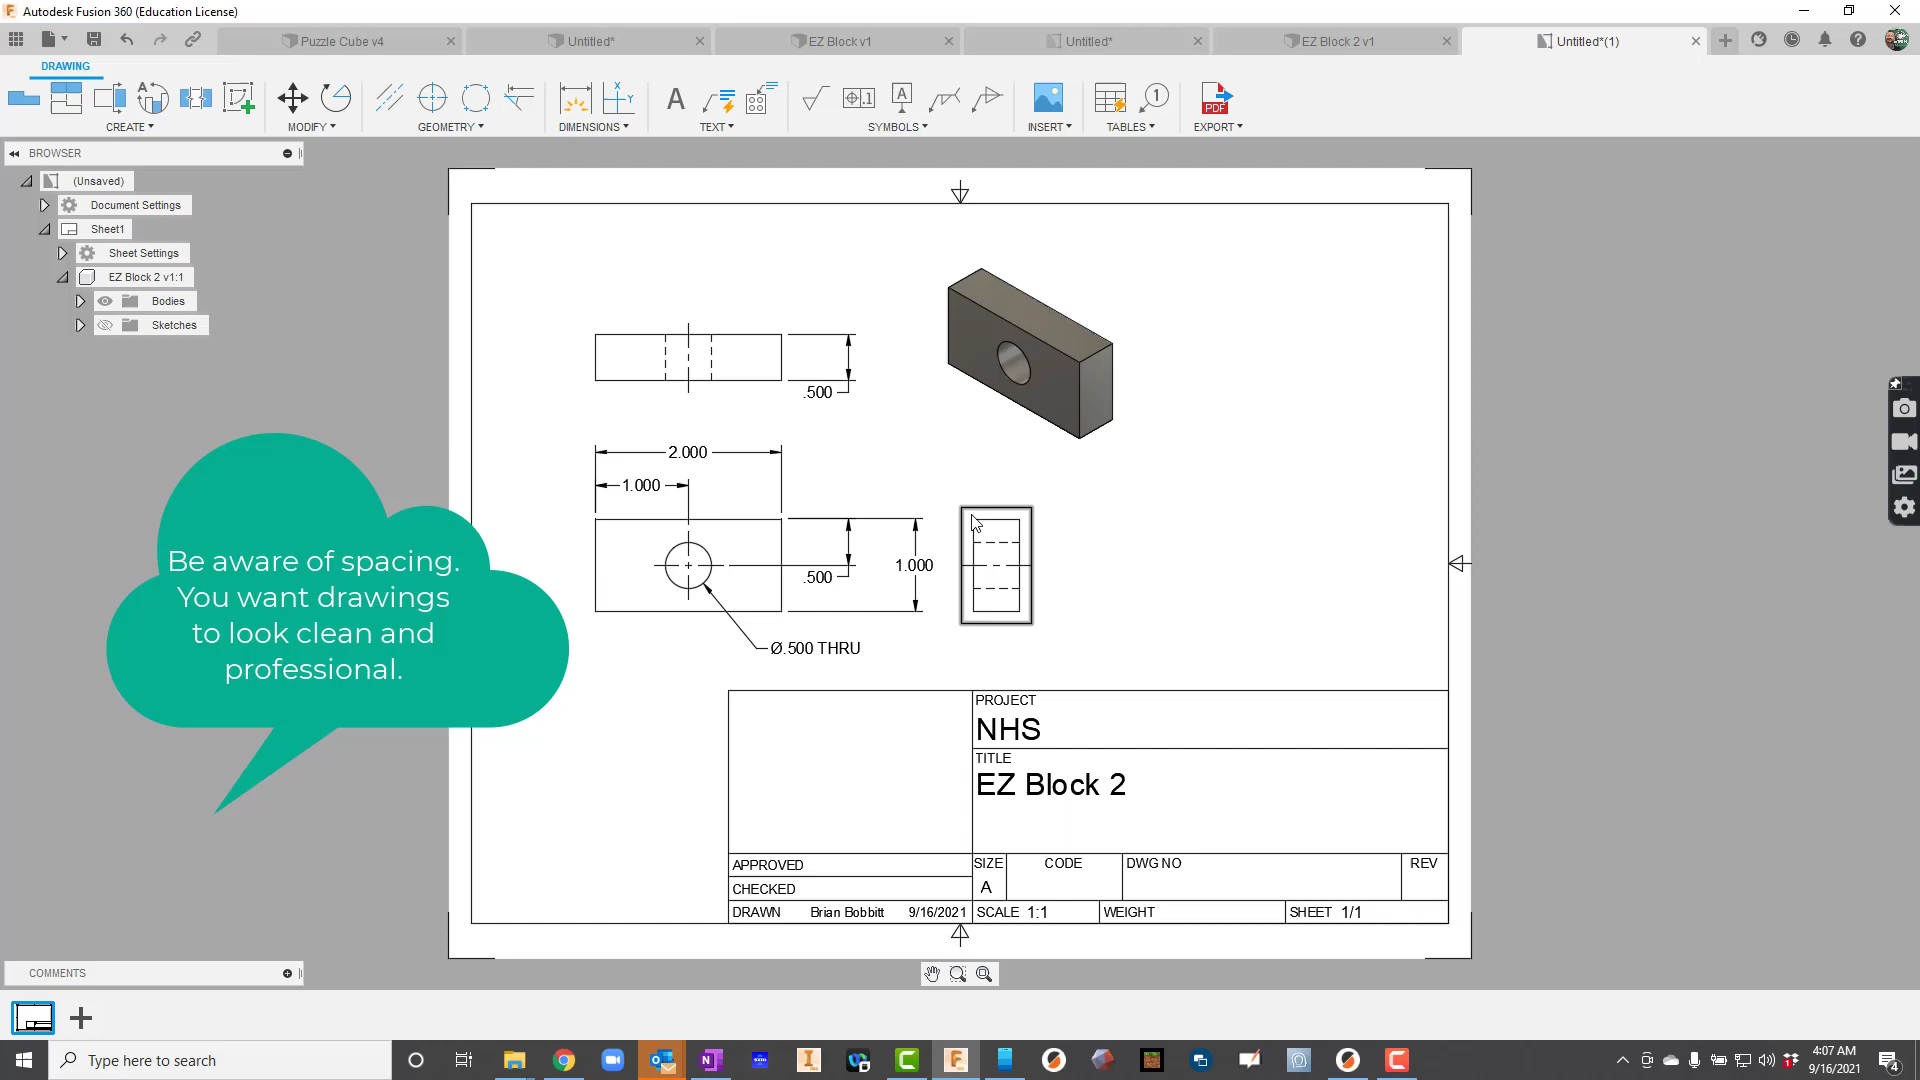 Autodesk Fusion 360 (Education License)
Puzzle Cube v4
Untitled*
EZ Block v1
Untitled*
EZ Block 2 v1
Untitled*(1)
DRAWING
CREATE
MODIFY
GEOMETRY
DIMENSIONS
TEXT
SYMBOLS
INSERT
TABLES
EXPORT
BROWSER
(Unsaved)
Document Settings
Sheet1
Sheet Settings
EZ Block 2 v1:1
Bodies
Sketches
.500
2.000
1.000
.500
1.000
Ø.500 THRU
Be aware of spacing.
You want drawings
to look clean and
professional.
PROJECT
NHS
TITLE
EZ Block 2
APPROVED
CHECKED
DRAWN Brian Bobbitt 9/16/2021
SIZE
A
CODE
DWG NO
REV
SCALE 1:1
WEIGHT
SHEET 1/1
COMMENTS
Type here to search
4:07 AM
9/16/2021
4